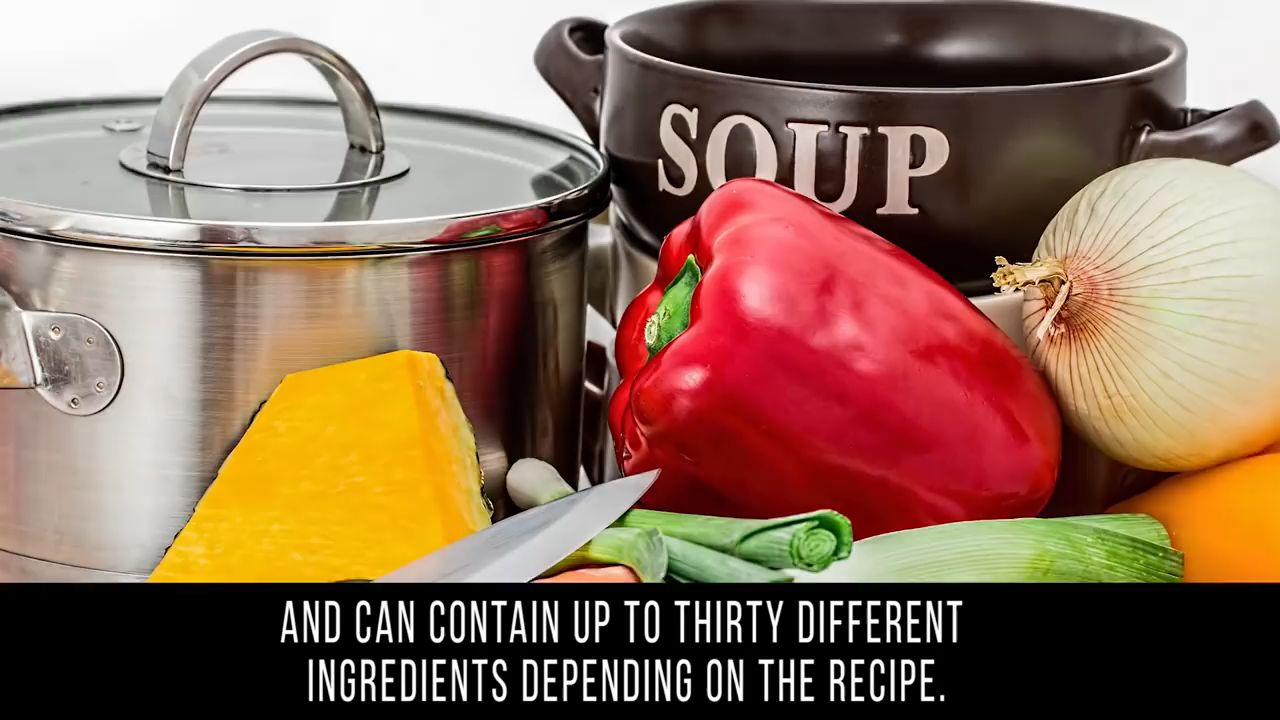 SOUP
AND CAN CONTAIN UP TO THIRTY DIFFERENT
INGREDIENTS DEPENDING ON THE RECIPE.